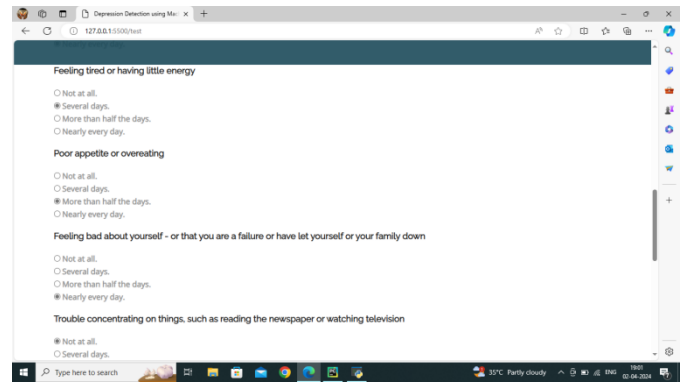 Depression Detection using Mac
127.0.0.1:5500/test
Feeling tired or having little energy
Not at all.
Several days.
More than half the days.
Nearly every day.
Poor appetite or overeating
Not at all.
Several days.
More than half the days.
Nearly every day.
Feeling bad about yourself - or that you are a failure or have let yourself or your family down
Not at all.
Several days.
More than half the days.
Nearly every day.
Trouble concentrating on things, such as reading the newspaper or watching television
Not at all.
Several days.
Type here to search
35°C Partly cloudy
ENG
19:01
02-04-2024